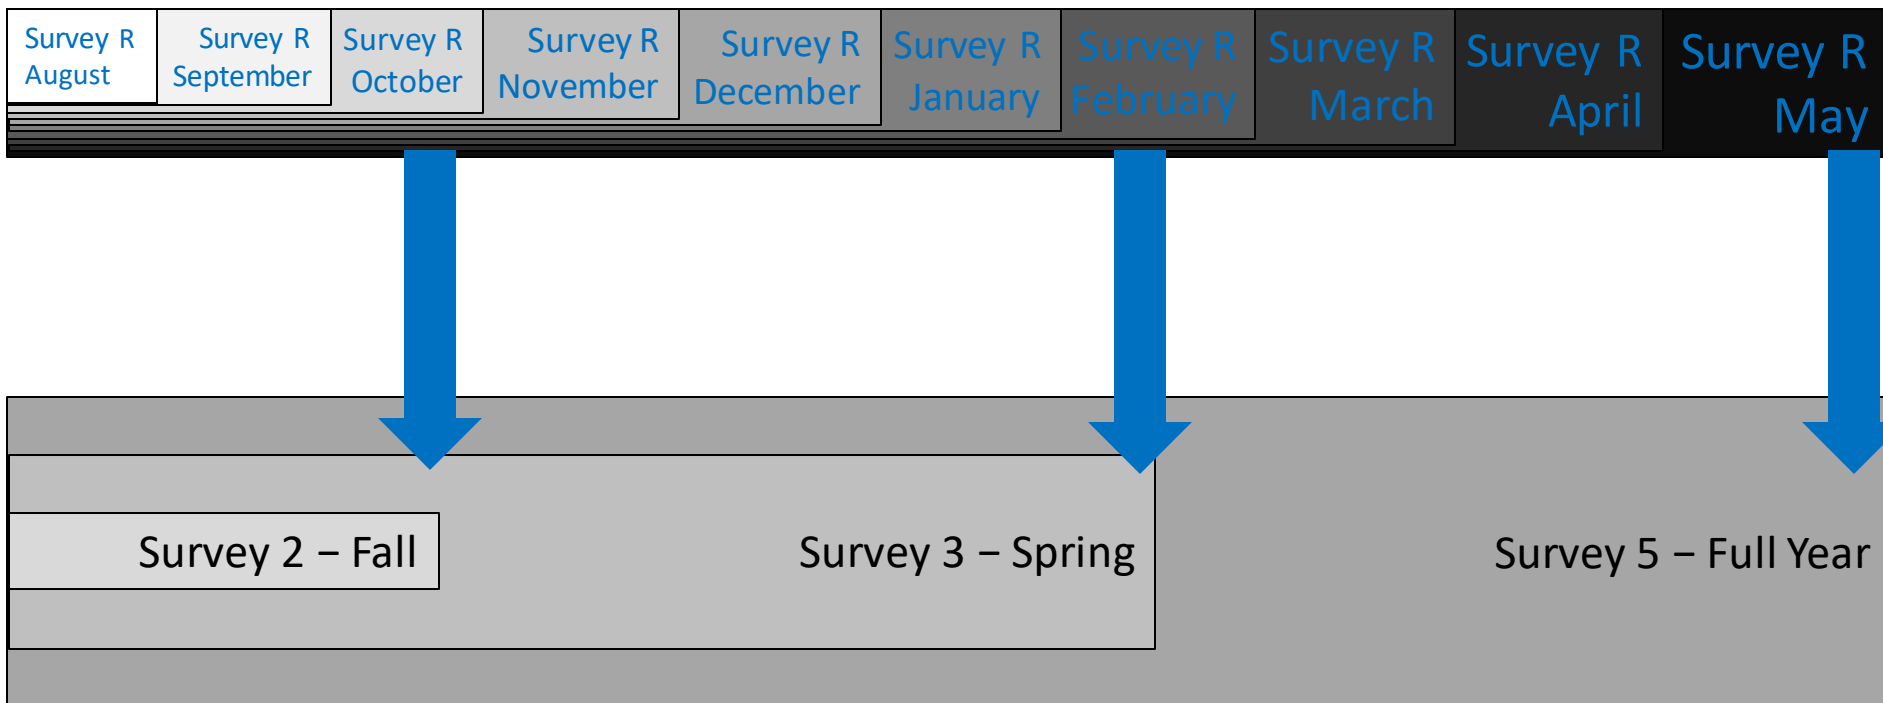 Survey R
August
Survey R
September
Survey R
October
Survey R
November
Survey R
December
Survey R
January
Survey R
February
Survey R
March
Survey R
April
Survey R
May
Survey 2 – Fall
Survey 3 – Spring
Survey 5 – Full Year